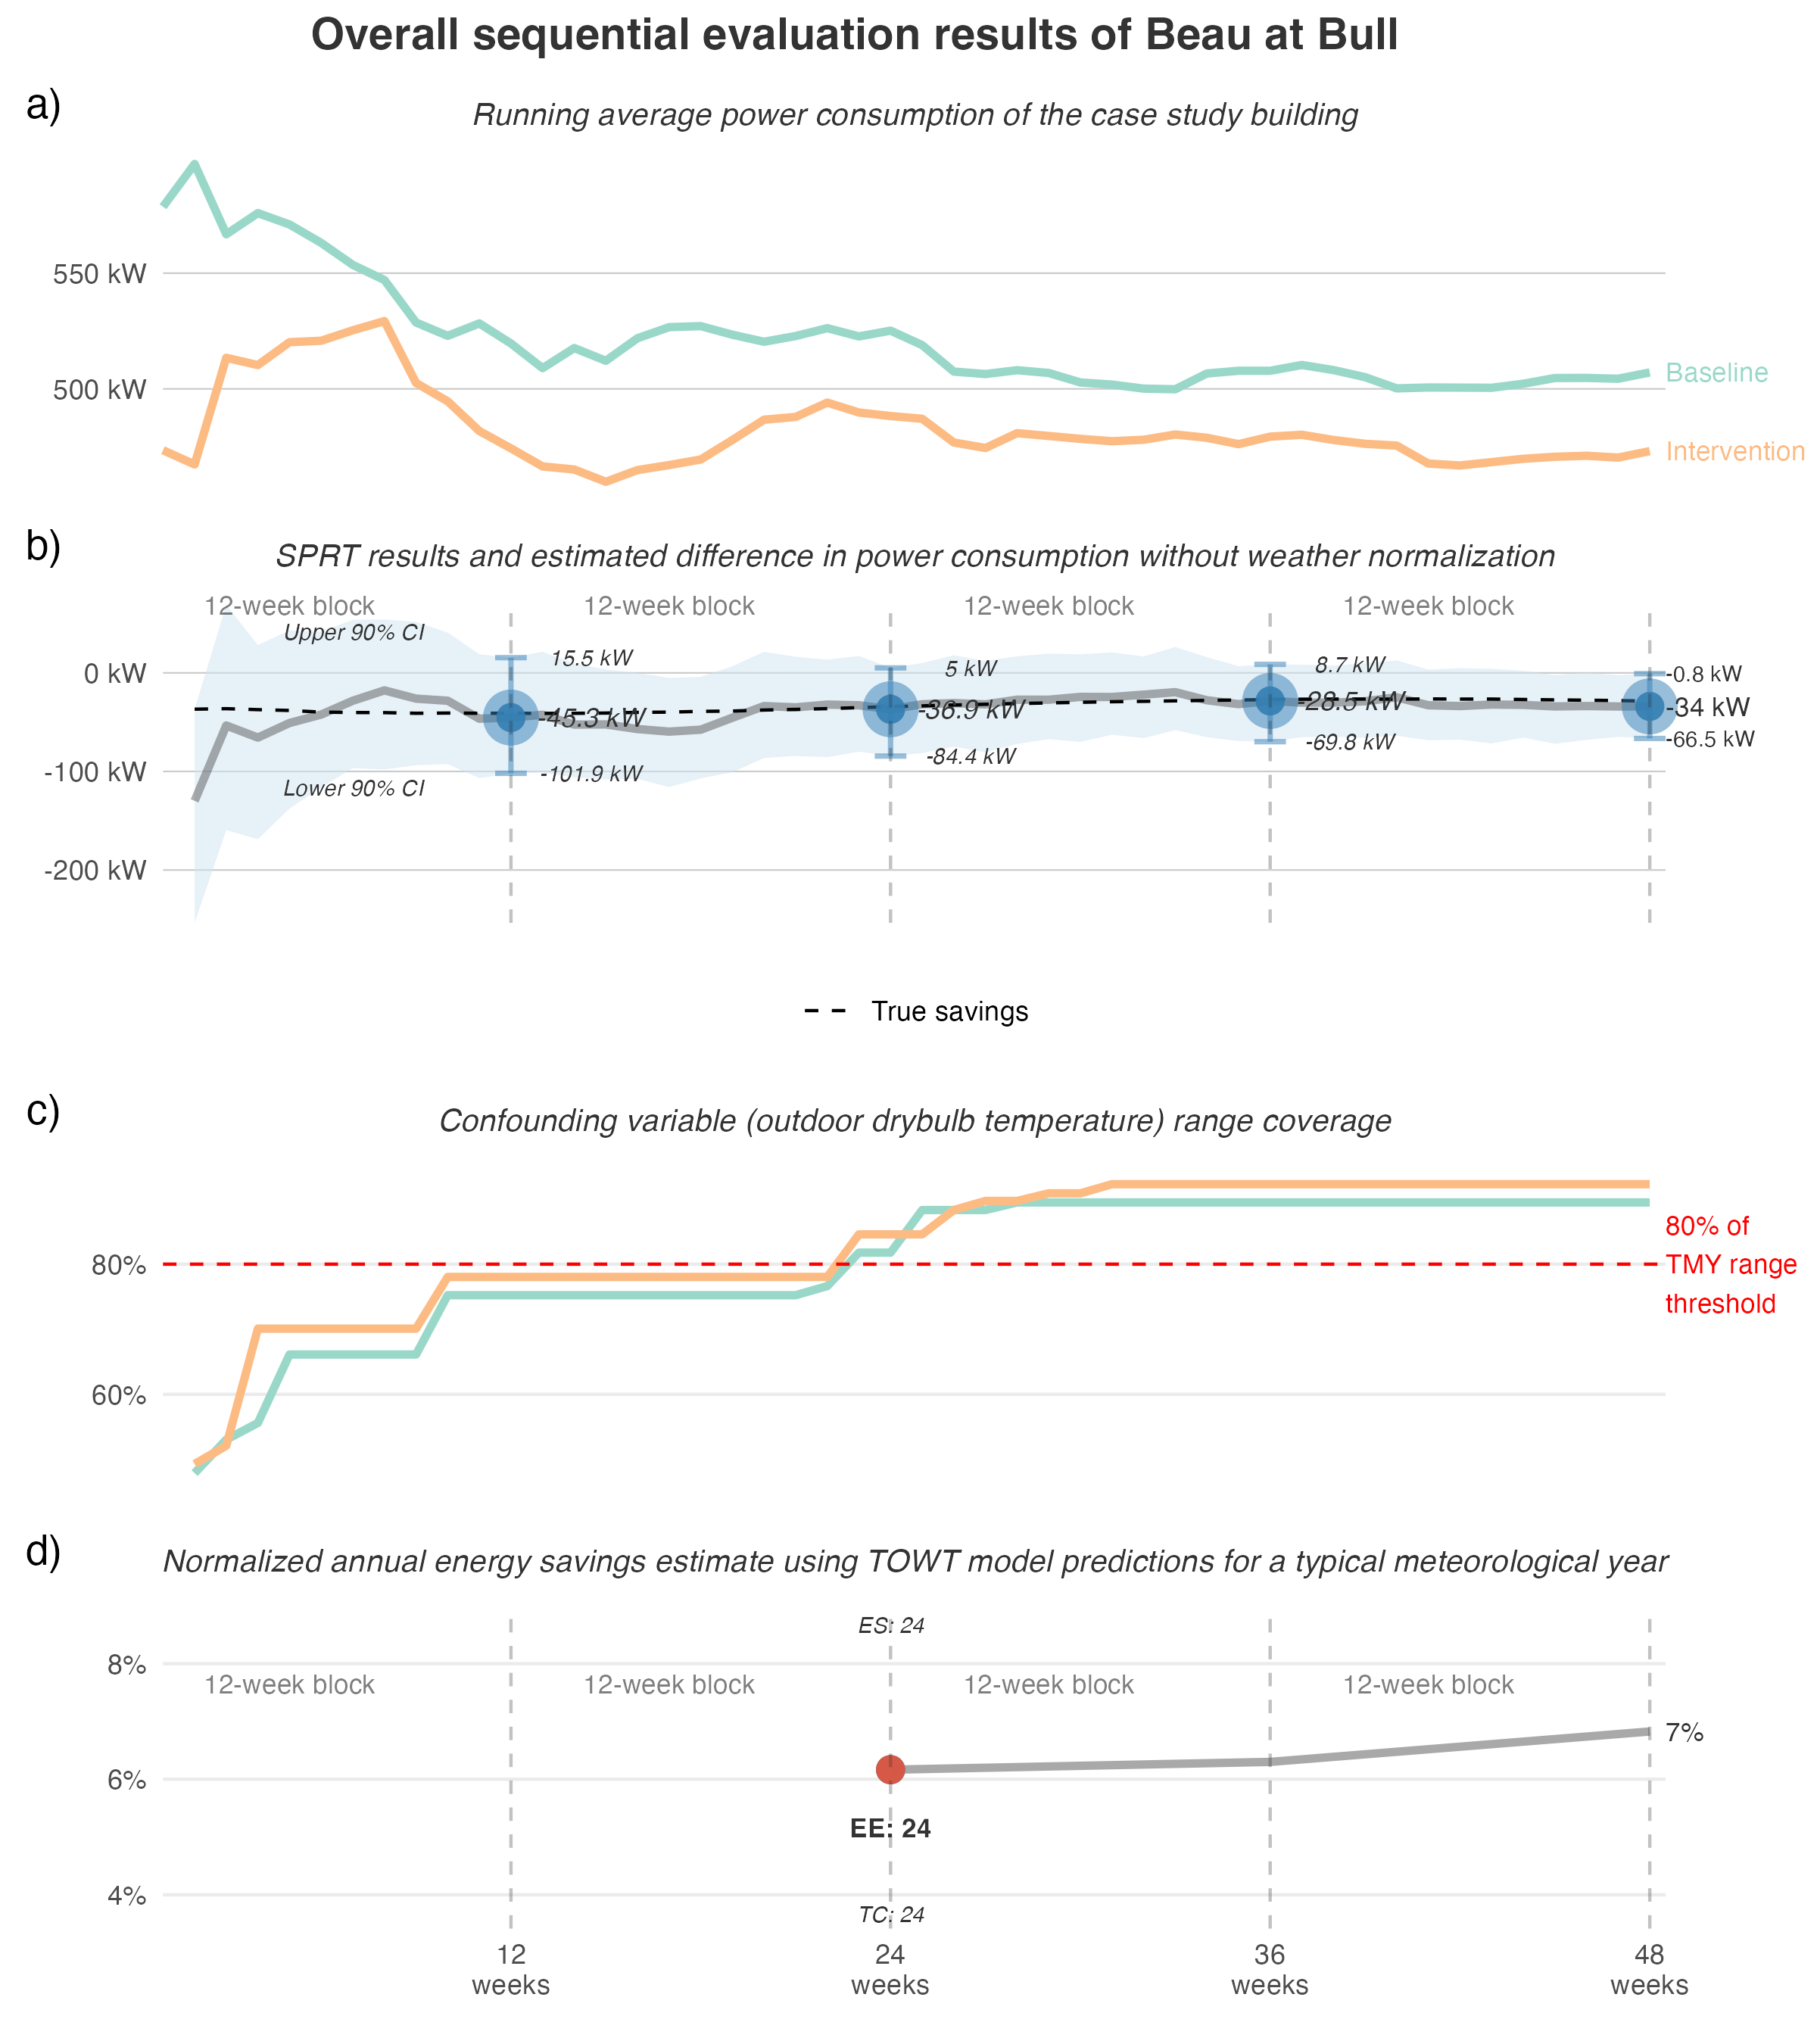 Overall sequential evaluation results of Beau at Bull
a)
Running average power consumption of the case study building
550 kW
500 kW
Baseline
Intervention
b)
SPRT results and estimated difference in power consumption without weather normalization
12-week block
12-week block
12-week block
12-week block
Upper 90% CI
15.5 kW
5 kW
8.7 kW
-0.8 kW
0 kW
-45.3 kW
-36.9 kW
-28.5 kW
-34 kW
-101.9 kW
-84.4 kW
-69.8 kW
-66.5 kW
-100 kW
Lower 90% CI
-200 kW
True savings
c)
Confounding variable (outdoor drybulb temperature) range coverage
80%
60%
80% of
TMY range
threshold
d)
Normalized annual energy savings estimate using TOWT model predictions for a typical meteorological year
ES: 24
8%
12-week block
12-week block
12-week block
12-week block
7%
6%
EE: 24
4%
TC: 24
12
weeks
24
weeks
36
weeks
48
weeks